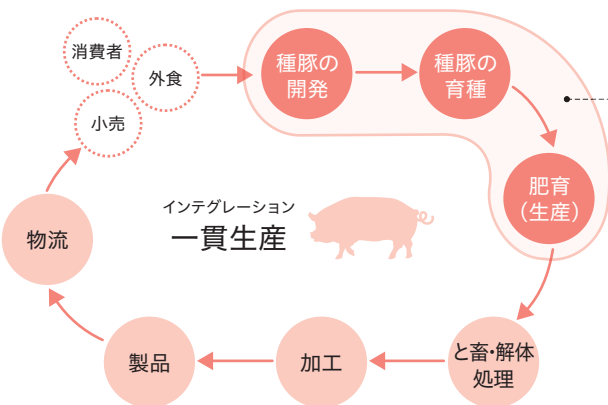 消費者
外食
小売
種豚の
開発
種豚の
育種
肥育
（生産）
と畜・解体
処理
加工
製品
物流
インテグレーション
一貫生産